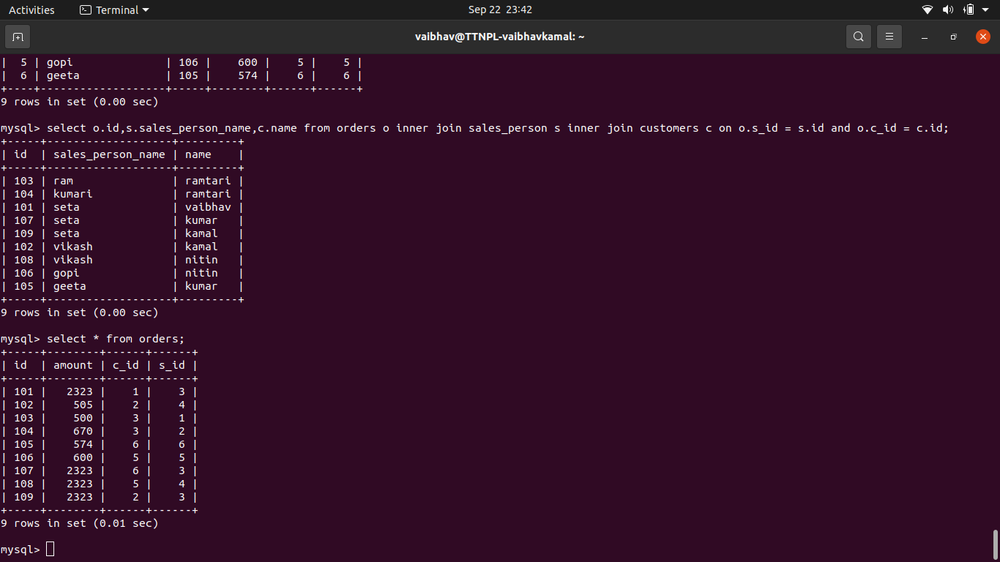 Activities Terminal Sep 22 23:42
vaibhav@TTNPL-vaibhavkamal: ~
|  5 | gopi              | 106 |    600 |    5 |    5 |
|  6 | geeta             | 105 |    574 |    6 |    6 |
+----+-------------------+-----+--------+------+------+
9 rows in set (0.00 sec)
mysql> select o.id,s.sales_person_name,c.name from orders o inner join sales_person s inner join customers c on o.s_id = s.id and o.c_id = c.id;
+-----+-------------------+---------+
| id  | sales_person_name | name    |
+-----+-------------------+---------+
| 103 | ram               | ramtari |
| 104 | kumari            | ramtari |
| 101 | seta              | vaibhav |
| 107 | seta              | kumar   |
| 109 | seta              | kamal   |
| 102 | vikash            | kamal   |
| 108 | vikash            | nitin   |
| 106 | gopi              | nitin   |
| 105 | geeta             | kumar   |
+-----+-------------------+---------+
9 rows in set (0.00 sec)
mysql> select * from orders;
+-----+--------+------+------+
| id  | amount | c_id | s_id |
+-----+--------+------+------+
| 101 |   2323 |    1 |    3 |
| 102 |    505 |    2 |    4 |
| 103 |    500 |    3 |    1 |
| 104 |    670 |    3 |    2 |
| 105 |    574 |    6 |    6 |
| 106 |    600 |    5 |    5 |
| 107 |   2323 |    6 |    3 |
| 108 |   2323 |    5 |    4 |
| 109 |   2323 |    2 |    3 |
+-----+--------+------+------+
9 rows in set (0.01 sec)
mysql>